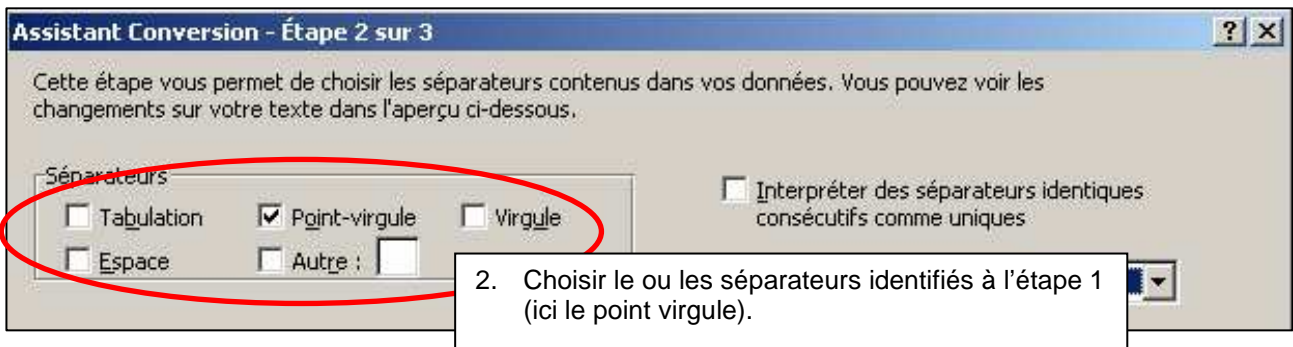 Assistant Conversion - Étape 2 sur 3
Cette étape vous permet de choisir les séparateurs contenus dans vos données. Vous pouvez voir les
changements sur votre texte dans l'aperçu ci-dessous.
Séparateurs
Tabulation Point-virgule Virgule
Espace Autre :
Interpréter des séparateurs identiques
consécutifs comme uniques
2. Choisir le ou les séparateurs identifiés à l’étape 1
(ici le point virgule).